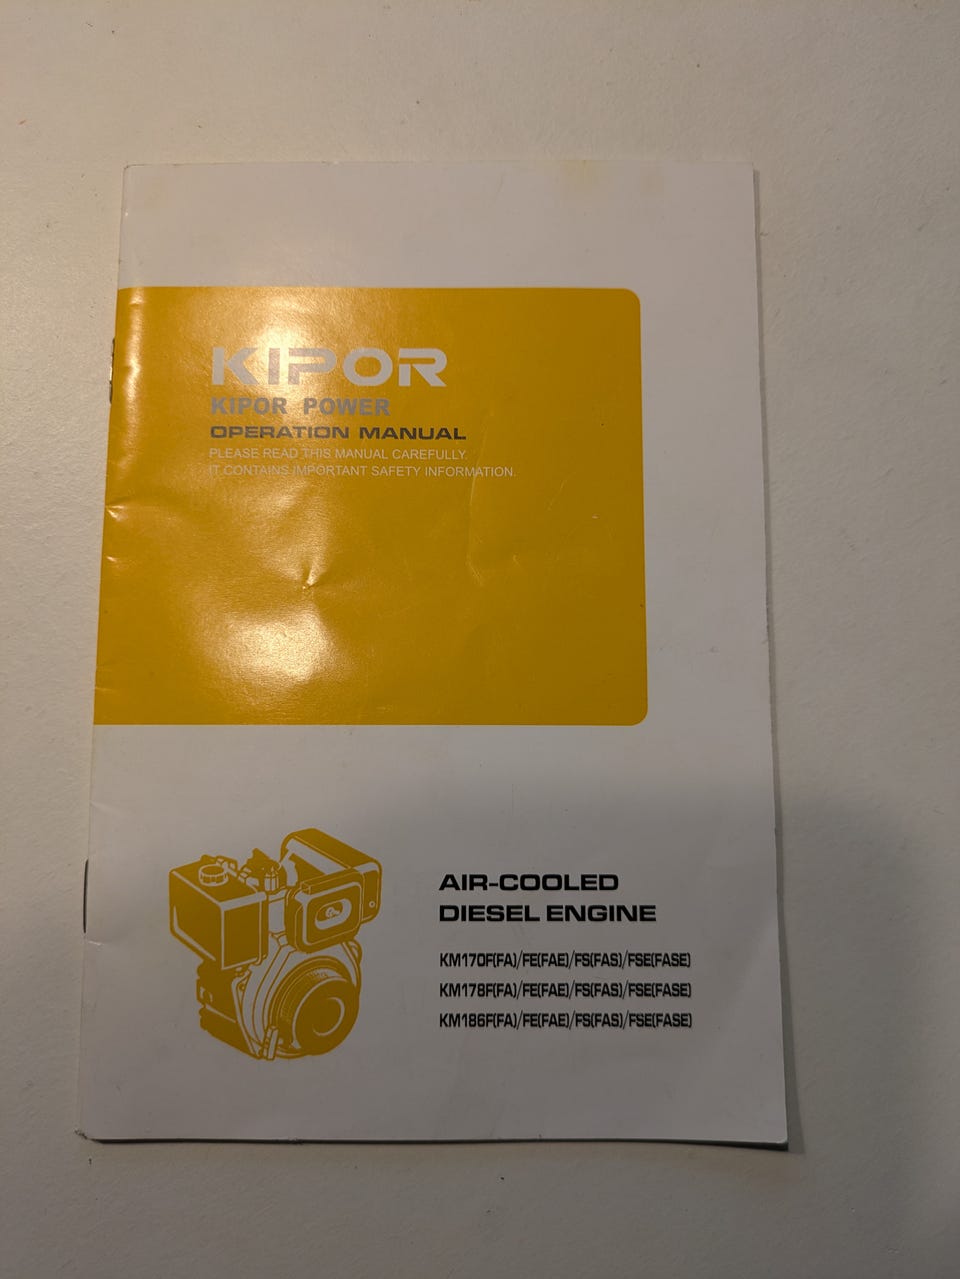 KIPOR
KIPOR POWER
OPERATION MANUAL
PLEASE READ THIS MANUAL CAREFULLY.
IT CONTAINS IMPORTANT SAFETY INFORMATION.
AIR-COOLED
DIESEL ENGINE
KM170F(FA)/FE(FAE)/FS(FAS)/FSE(FASE)
KM178F(FA)/FE(FAE)/FS(FAS)/FSE(FASE)
KM186F(FA)/FE(FAE)/FS(FAS)/FSE(FASE)